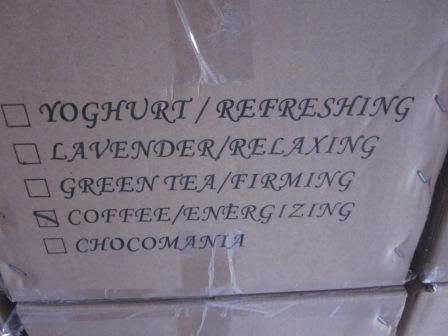 YOGHURT / REFRESHING
LAVENDER/RELAXING
GREEN TEA/FIRMING
COFFEE/ENERGIZING
CHOCOMANIA